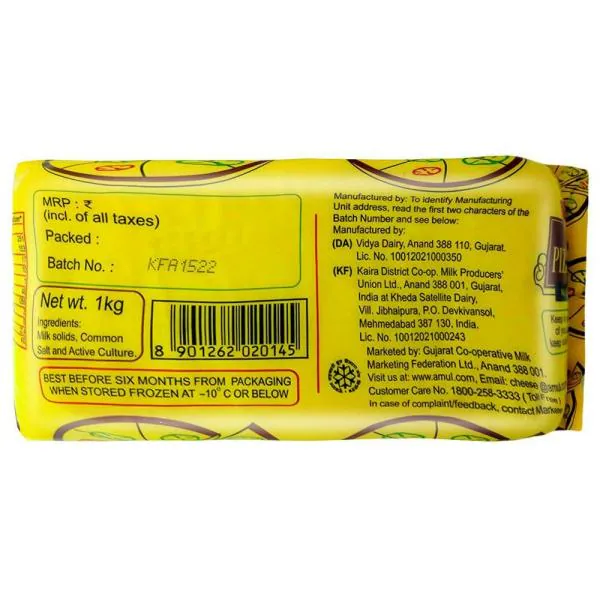 MRP : ₹
(incl. of all taxes)
Packed :
Batch No. : KFA1522
Net wt. 1kg
Ingredients:
Milk solids, Common
Salt and Active Culture.
8 901262 020145
BEST BEFORE SIX MONTHS FROM PACKAGING
WHEN STORED FROZEN AT –10° C OR BELOW
Manufactured by: To identify Manufacturing
Unit address, read the first two characters of the
Batch Number and see below:
Manufactured by:
(DA) Vidya Dairy, Anand 388 110, Gujarat.
Lic. No. 10012021000350
(KF) Kaira District Co-op. Milk Producers'
Union Ltd., Anand 388 001, Gujarat,
India at Kheda Satellite Dairy,
Vill. Jibhaipura, P.O. Devkivansol,
Mehmedabad 387 130, India.
Lic. No. 10012021000243
Marketed by: Gujarat Co-operative Milk
Marketing Federation Ltd., Anand 388 001.
Visit us at: www.amul.com, Email: cheese@amul.com
Customer Care No. 1800-258-3333 (Toll Free)
In case of complaint/feedback, contact